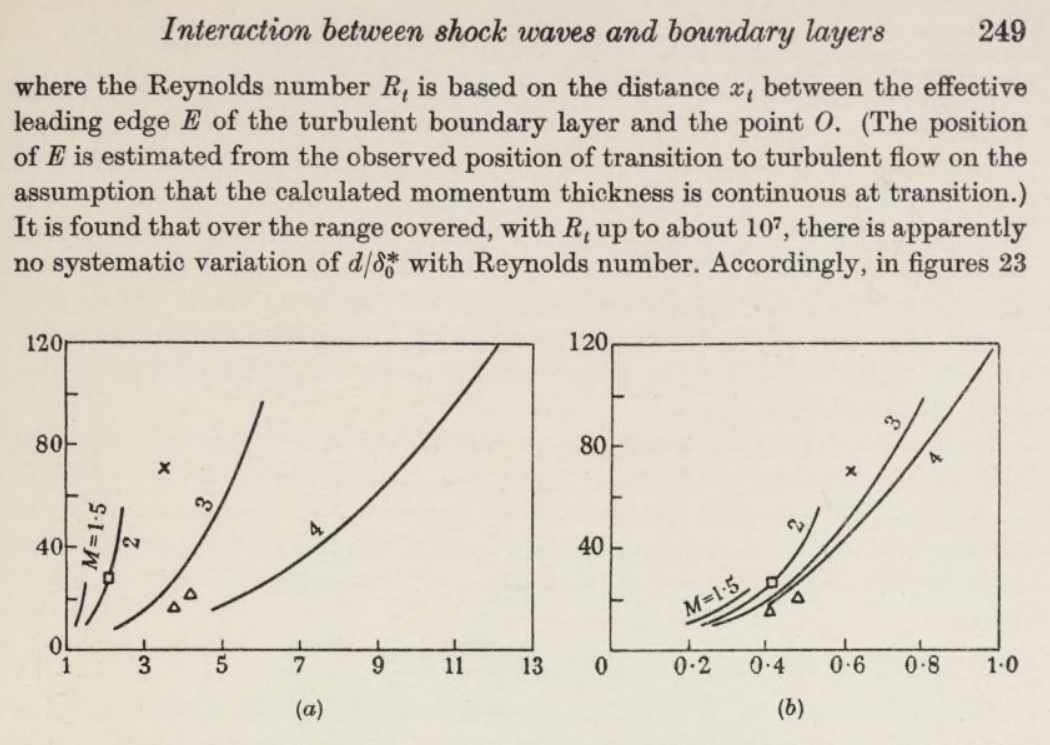 Interaction between shock waves and boundary layers 249
where the Reynolds number Rₜ is based on the distance xₜ between the effective
leading edge E of the turbulent boundary layer and the point O. (The position
of E is estimated from the observed position of transition to turbulent flow on the
assumption that the calculated momentum thickness is continuous at transition.)
It is found that over the range covered, with Rₜ up to about 10⁷, there is apparently
no systematic variation of d/δ₀* with Reynolds number. Accordingly, in figures 23
120
80
40
0
M=1·5
2
3
4
1 3 5 7 9 11 13
(a)
120
80
40
M=1·5
2
3
4
0 0·2 0·4 0·6 0·8 1·0
(b)